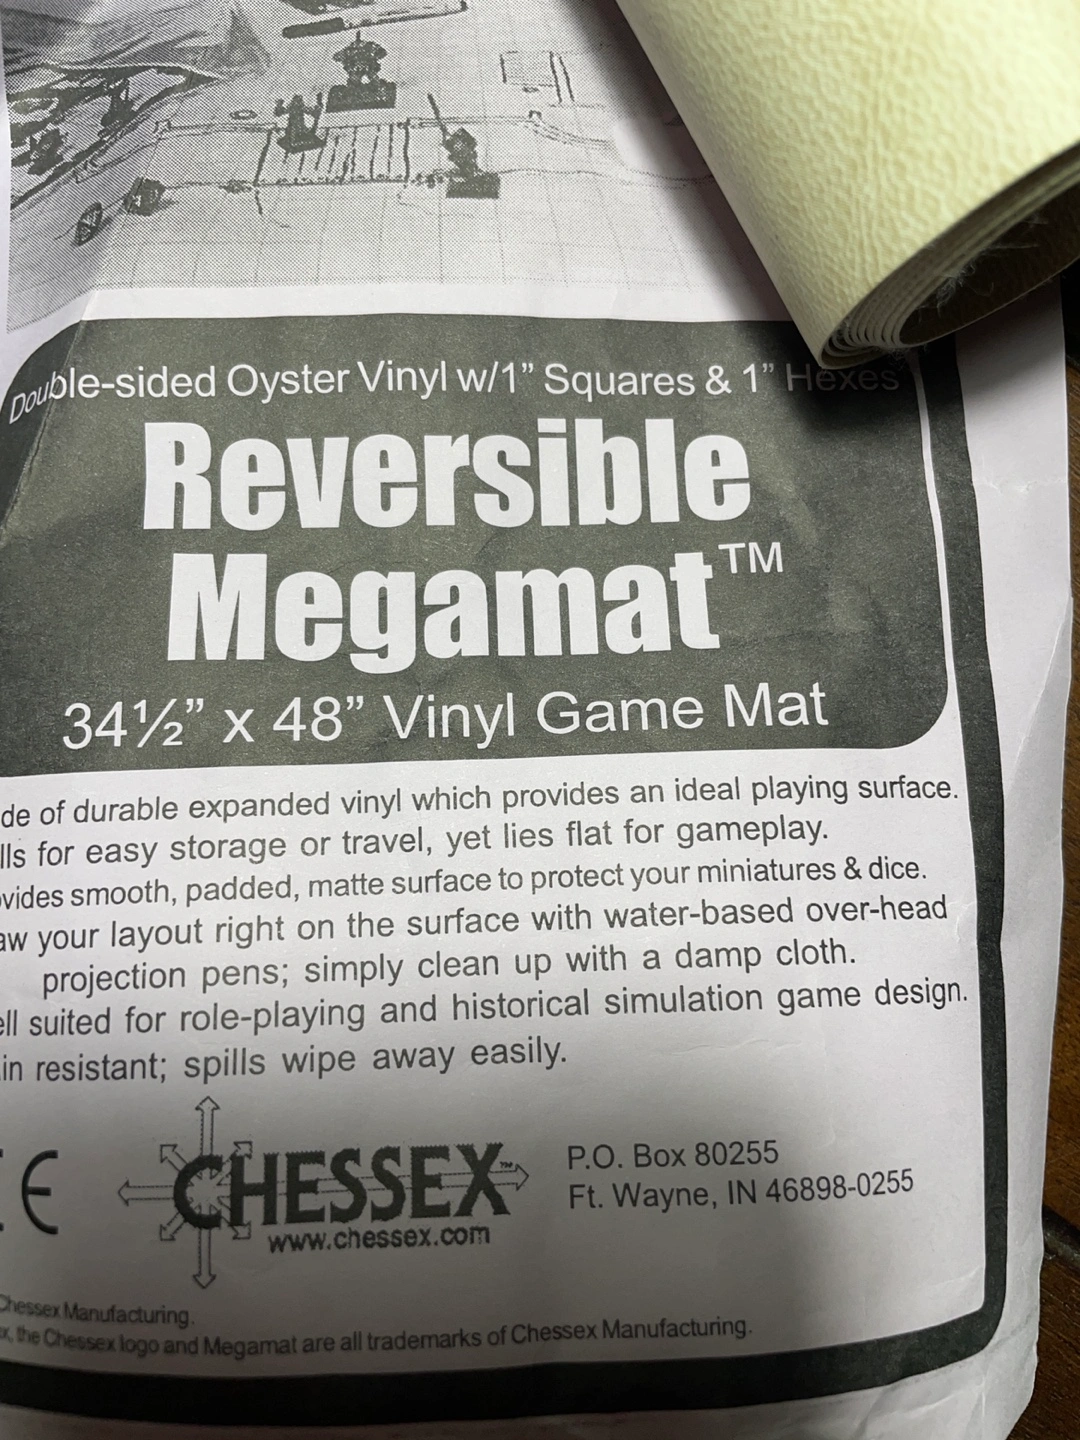 Double-sided Oyster Vinyl w/1” Squares & 1” Hexes
Reversible
Megamat™
34½” x 48” Vinyl Game Mat
de of durable expanded vinyl which provides an ideal playing surface.
lls for easy storage or travel, yet lies flat for gameplay.
vides smooth, padded, matte surface to protect your miniatures & dice.
aw your layout right on the surface with water-based over-head
projection pens; simply clean up with a damp cloth.
ell suited for role-playing and historical simulation game design.
in resistant; spills wipe away easily.
CE
CHESSEX™
www.chessex.com
P.O. Box 80255
Ft. Wayne, IN 46898-0255
Chessex Manufacturing.
x, the Chessex logo and Megamat are all trademarks of Chessex Manufacturing.